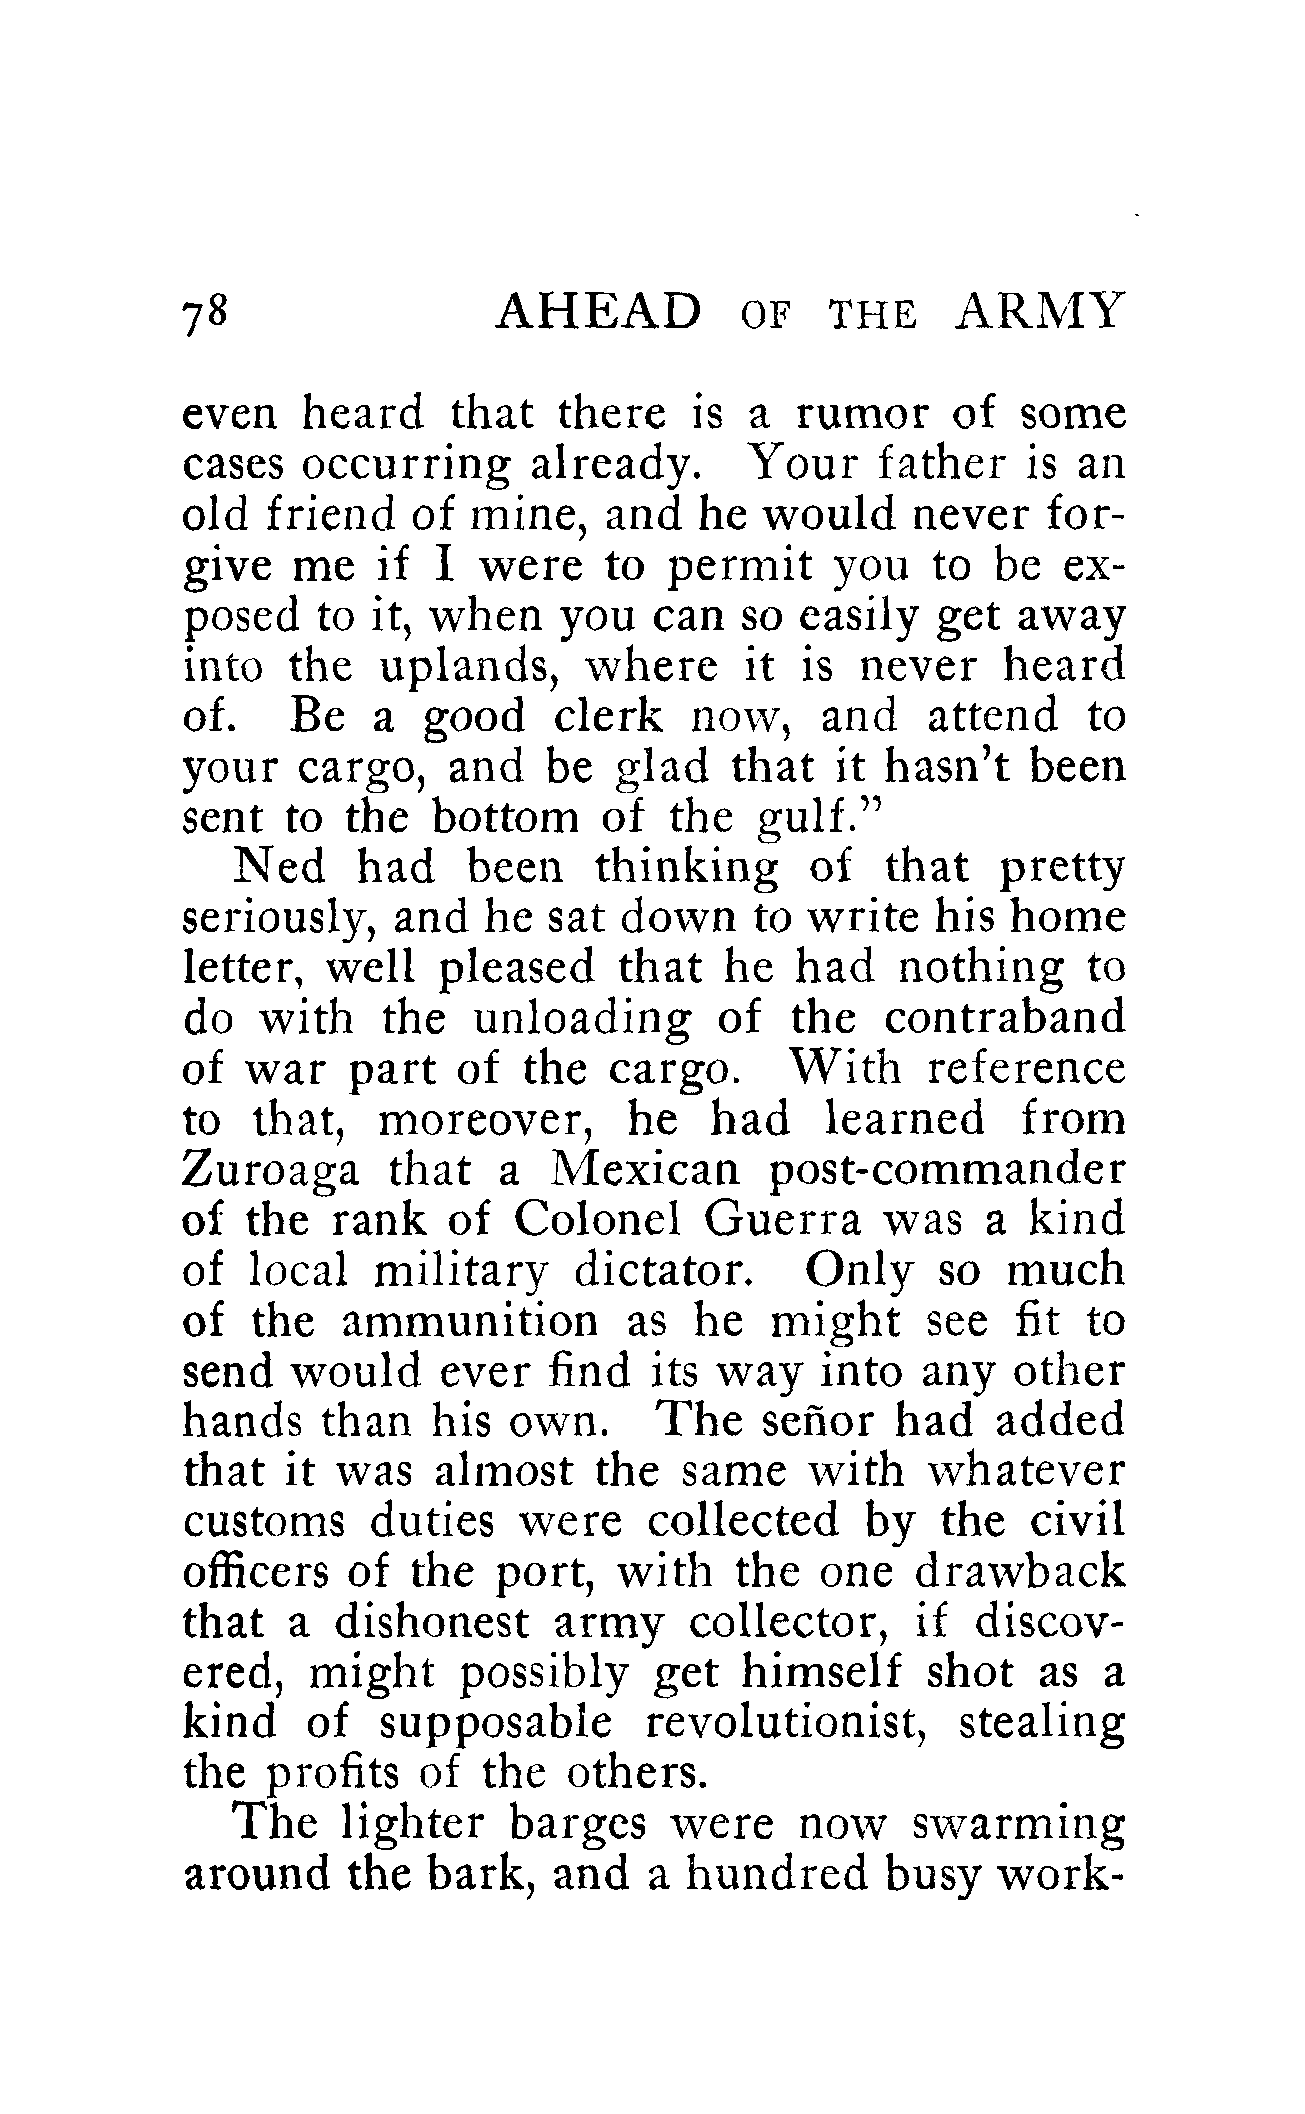 78 AHEAD OF THE ARMY
even heard that there is a rumor of some
cases occurring already. Your father is an
old friend of mine, and he would never for-
give me if I were to permit you to be ex-
posed to it, when you can so easily get away
into the uplands, where it is never heard
of. Be a good clerk now, and attend to
your cargo, and be glad that it hasn't been
sent to the bottom of the gulf."
Ned had been thinking of that pretty
seriously, and he sat down to write his home
letter, well pleased that he had nothing to
do with the unloading of the contraband
of war part of the cargo. With reference
to that, moreover, he had learned from
Zuroaga that a Mexican post-commander
of the rank of Colonel Guerra was a kind
of local military dictator. Only so much
of the ammunition as he might see fit to
send would ever find its way into any other
hands than his own. The señor had added
that it was almost the same with whatever
customs duties were collected by the civil
officers of the port, with the one drawback
that a dishonest army collector, if discov-
ered, might possibly get himself shot as a
kind of supposable revolutionist, stealing
the profits of the others.
The lighter barges were now swarming
around the bark, and a hundred busy work-